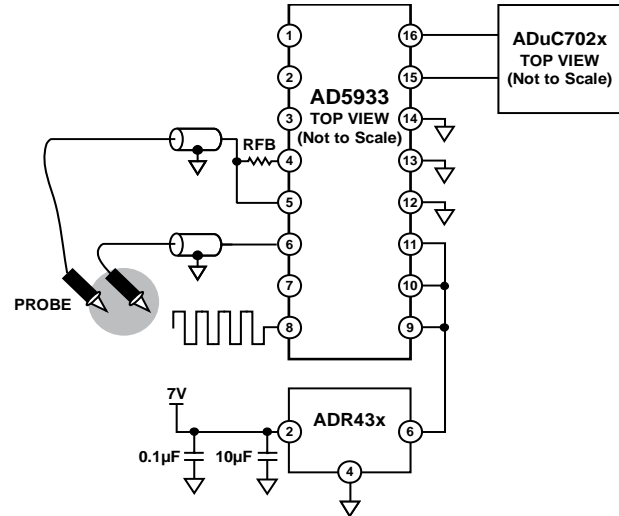 1
2
3
4
5
6
7
8
16
15
14
13
12
11
10
9
AD5933
TOP VIEW
(Not to Scale)
ADuC702x
TOP VIEW
(Not to Scale)
RFB
PROBE
7V
0.1µF
10µF
2
ADR43x
6
4